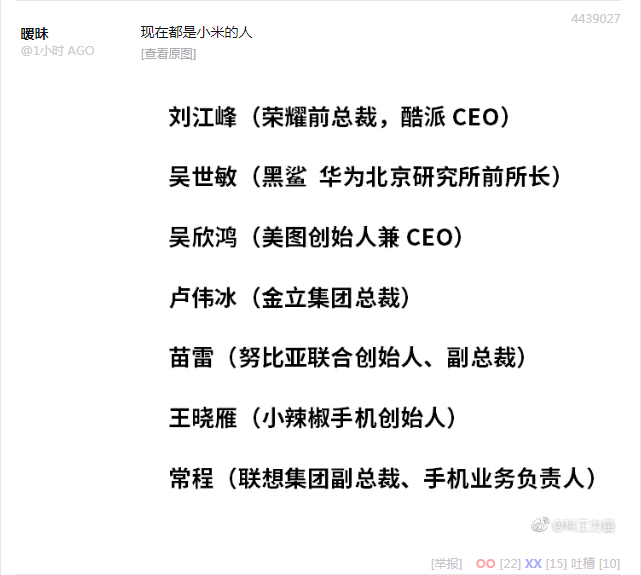 4439027
暧昧
现在都是小米的人
@1小时 AGO
[查看原图]
刘江峰（荣耀前总裁，酷派 CEO）
吴世敏（黑鲨 华为北京研究所前所长）
吴欣鸿（美图创始人兼 CEO）
卢伟冰（金立集团总裁）
苗雷（努比亚联合创始人、副总裁）
王晓雁（小辣椒手机创始人）
常程（联想集团副总裁、手机业务负责人）
[举报] OO [22] XX [15] 吐槽 [10]